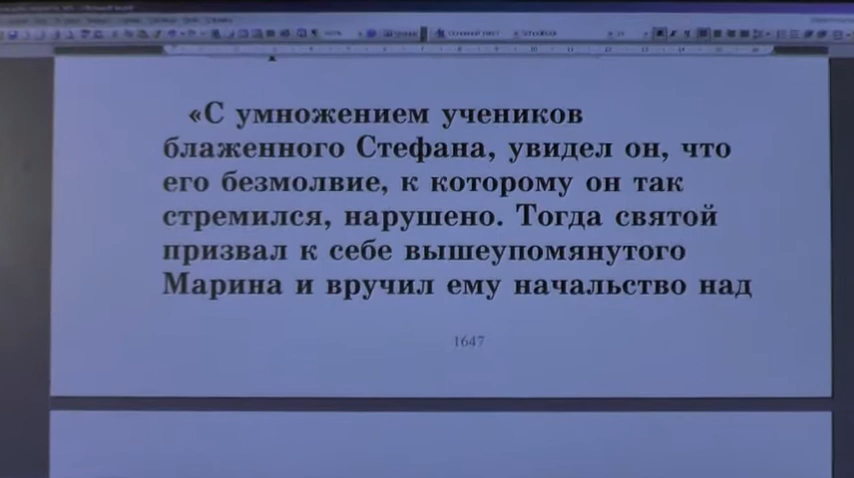 «С умножением учеников
блаженного Стефана, увидел он, что
его безмолвие, к которому он так
стремился, нарушено. Тогда святой
призвал к себе вышеупомянутого
Марина и вручил ему начальство над
1647